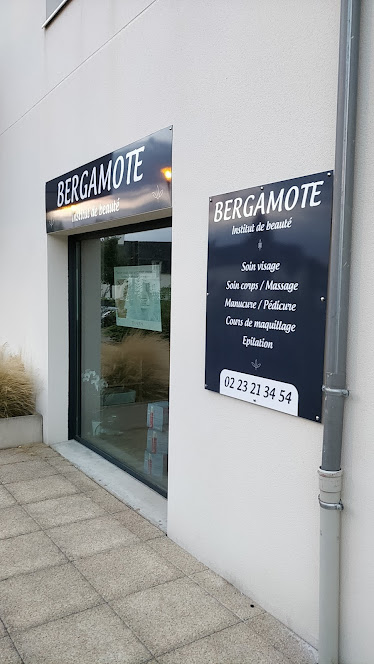 BERGAMOTE
Institut de beauté
BERGAMOTE
Institut de beauté
Soin visage
Soin corps / Massage
Manucure / Pédicure
Cours de maquillage
Epilation
02 23 21 34 54